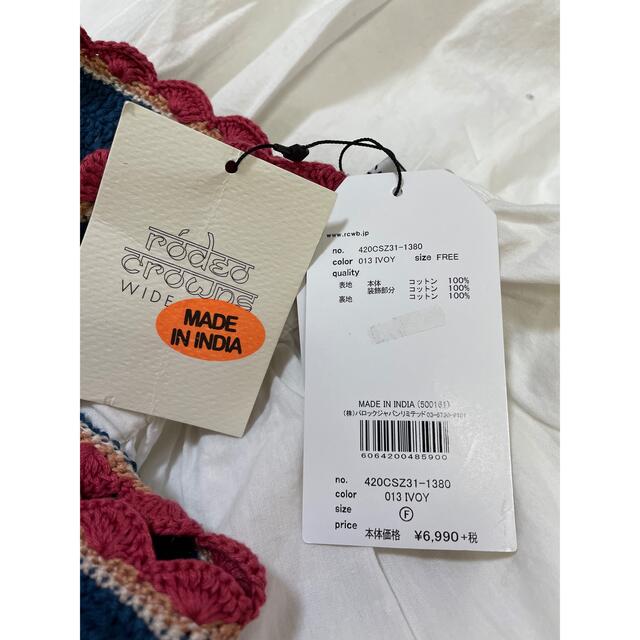 rodeo
crowns
WIDE
MADE
IN INDIA
www.rcwb.jp
no. 420CSZ31-1380
color 013 IVOY size FREE
quality
表地 本体 コットン 100%
装飾部分 コットン 100%
裏地 コットン 100%
MADE IN INDIA (500161)
(株)バロックジャパンリミテッド 03-6730-9191
6064200485900
no. 420CSZ31-1380
color 013 IVOY
size F
price 本体価格 ¥6,990+税